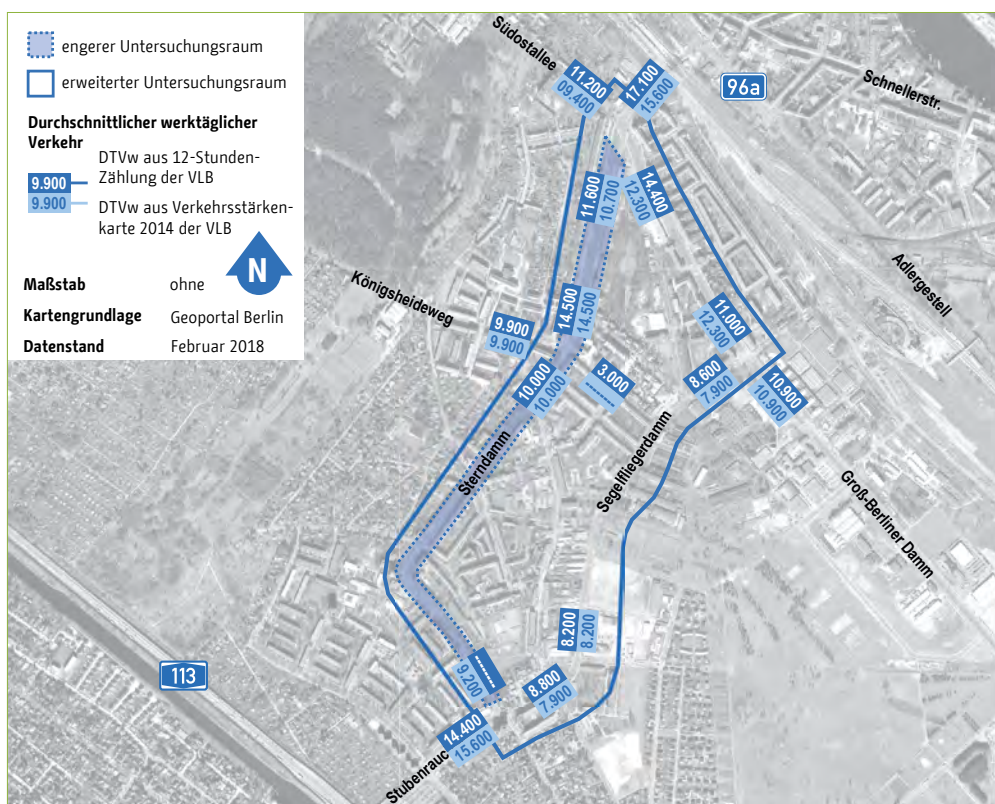 engerer Untersuchungsraum
erweiterter Untersuchungsraum
Durchschnittlicher werktäglicher
Verkehr
9.900
DTVw aus 12-Stunden-
Zählung der VLB
9.900
DTVw aus Verkehrsstärken-
karte 2014 der VLB
N
Maßstab ohne
Kartengrundlage Geoportal Berlin
Datenstand Februar 2018
Südostallee
11.200
09.400
17.100
15.600
96a
Schnellerstr.
11.600
10.700
14.400
12.300
Adlergestell
Königsheideweg
14.500
14.500
9.900
9.900
11.000
12.300
10.000
10.000
3.000
--------
8.600
7.900
10.900
10.900
Sterndamm
Segelfliegerdamm
Groß-Berliner Damm
8.200
8.200
113
--------
9.200
8.800
7.900
14.400
15.600
Stubenrauc